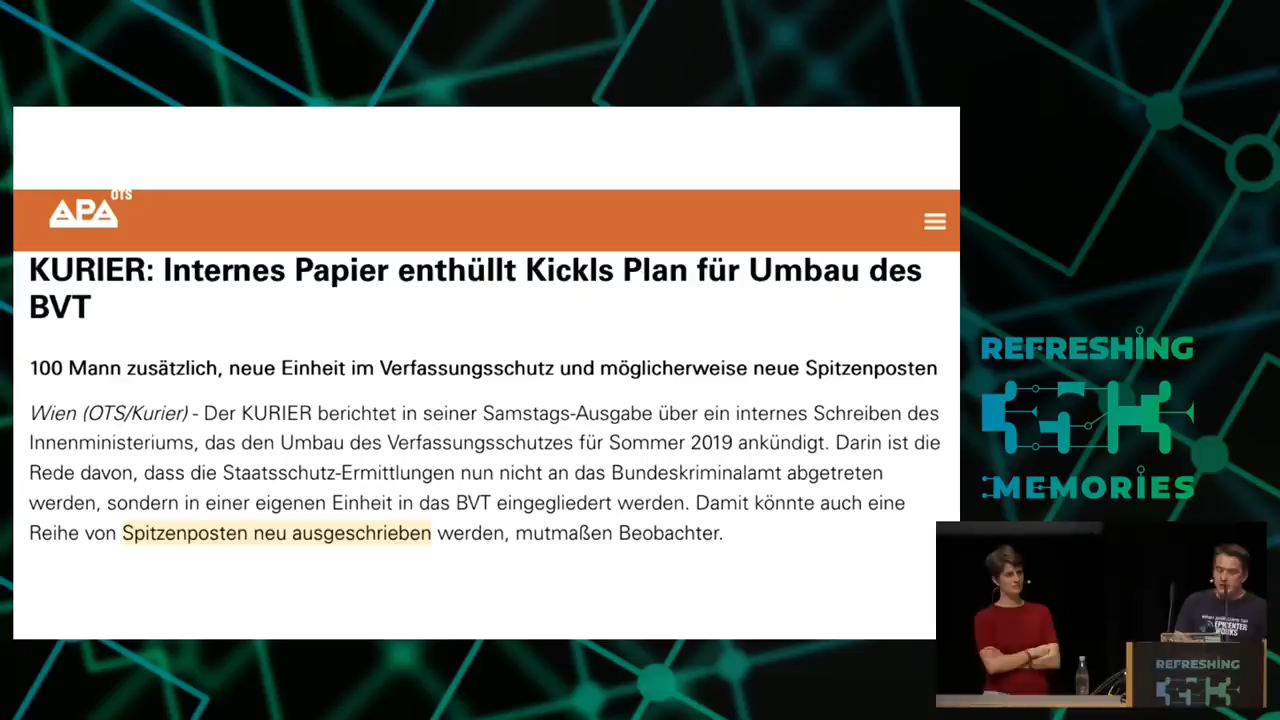 APA OTS
KURIER: Internes Papier enthüllt Kickls Plan für Umbau des
BVT
100 Mann zusätzlich, neue Einheit im Verfassungsschutz und möglicherweise neue Spitzenposten
Wien (OTS/Kurier) - Der KURIER berichtet in seiner Samstags-Ausgabe über ein internes Schreiben des
Innenministeriums, das den Umbau des Verfassungsschutzes für Sommer 2019 ankündigt. Darin ist die
Rede davon, dass die Staatsschutz-Ermittlungen nun nicht an das Bundeskriminalamt abgetreten
werden, sondern in einer eigenen Einheit in das BVT eingegliedert werden. Damit könnte auch eine
Reihe von Spitzenposten neu ausgeschrieben werden, mutmaßen Beobachter.
REFRESHING
35C3
MEMORIES
EPICENTER
WORKS
REFRESHING